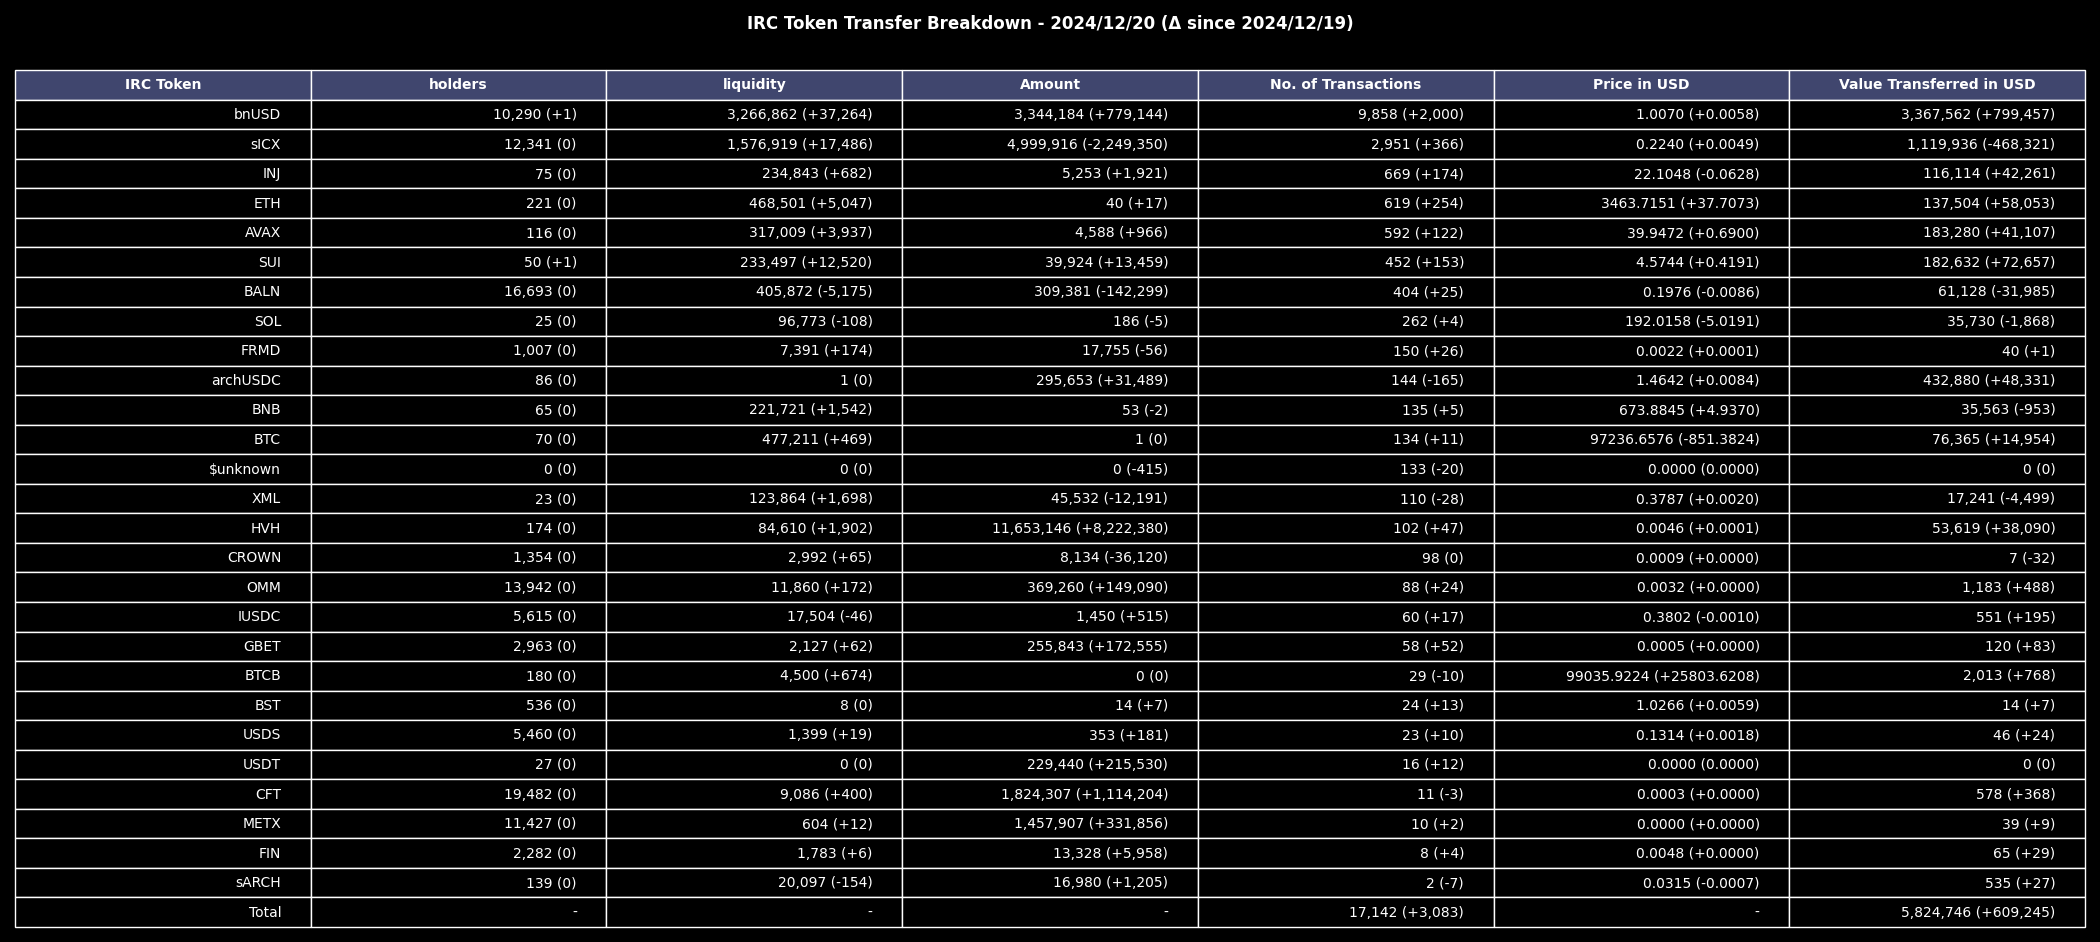 IRC Token Transfer Breakdown - 2024/12/20 (Δ since 2024/12/19)
IRC Token holders liquidity Amount No. of Transactions Price in USD Value Transferred in USD
bnUSD 10,290 (+1) 3,266,862 (+37,264) 3,344,184 (+779,144) 9,858 (+2,000) 1.0070 (+0.0058) 3,367,562 (+799,457)
sICX 12,341 (0) 1,576,919 (+17,486) 4,999,916 (-2,249,350) 2,951 (+366) 0.2240 (+0.0049) 1,119,936 (-468,321)
INJ 75 (0) 234,843 (+682) 5,253 (+1,921) 669 (+174) 22.1048 (-0.0628) 116,114 (+42,261)
ETH 221 (0) 468,501 (+5,047) 40 (+17) 619 (+254) 3463.7151 (+37.7073) 137,504 (+58,053)
AVAX 116 (0) 317,009 (+3,937) 4,588 (+966) 592 (+122) 39.9472 (+0.6900) 183,280 (+41,107)
SUI 50 (+1) 233,497 (+12,520) 39,924 (+13,459) 452 (+153) 4.5744 (+0.4191) 182,632 (+72,657)
BALN 16,693 (0) 405,872 (-5,175) 309,381 (-142,299) 404 (+25) 0.1976 (-0.0086) 61,128 (-31,985)
SOL 25 (0) 96,773 (-108) 186 (-5) 262 (+4) 192.0158 (-5.0191) 35,730 (-1,868)
FRMD 1,007 (0) 7,391 (+174) 17,755 (-56) 150 (+26) 0.0022 (+0.0001) 40 (+1)
archUSDC 86 (0) 1 (0) 295,653 (+31,489) 144 (-165) 1.4642 (+0.0084) 432,880 (+48,331)
BNB 65 (0) 221,721 (+1,542) 53 (-2) 135 (+5) 673.8845 (+4.9370) 35,563 (-953)
BTC 70 (0) 477,211 (+469) 1 (0) 134 (+11) 97236.6576 (-851.3824) 76,365 (+14,954)
$unknown 0 (0) 0 (0) 0 (-415) 133 (-20) 0.0000 (0.0000) 0 (0)
XML 23 (0) 123,864 (+1,698) 45,532 (-12,191) 110 (-28) 0.3787 (+0.0020) 17,241 (-4,499)
HVH 174 (0) 84,610 (+1,902) 11,653,146 (+8,222,380) 102 (+47) 0.0046 (+0.0001) 53,619 (+38,090)
CROWN 1,354 (0) 2,992 (+65) 8,134 (-36,120) 98 (0) 0.0009 (+0.0000) 7 (-32)
OMM 13,942 (0) 11,860 (+172) 369,260 (+149,090) 88 (+24) 0.0032 (+0.0000) 1,183 (+488)
IUSDC 5,615 (0) 17,504 (-46) 1,450 (+515) 60 (+17) 0.3802 (-0.0010) 551 (+195)
GBET 2,963 (0) 2,127 (+62) 255,843 (+172,555) 58 (+52) 0.0005 (+0.0000) 120 (+83)
BTCB 180 (0) 4,500 (+674) 0 (0) 29 (-10) 99035.9224 (+25803.6208) 2,013 (+768)
BST 536 (0) 8 (0) 14 (+7) 24 (+13) 1.0266 (+0.0059) 14 (+7)
USDS 5,460 (0) 1,399 (+19) 353 (+181) 23 (+10) 0.1314 (+0.0018) 46 (+24)
USDT 27 (0) 0 (0) 229,440 (+215,530) 16 (+12) 0.0000 (0.0000) 0 (0)
CFT 19,482 (0) 9,086 (+400) 1,824,307 (+1,114,204) 11 (-3) 0.0003 (+0.0000) 578 (+368)
METX 11,427 (0) 604 (+12) 1,457,907 (+331,856) 10 (+2) 0.0000 (+0.0000) 39 (+9)
FIN 2,282 (0) 1,783 (+6) 13,328 (+5,958) 8 (+4) 0.0048 (+0.0000) 65 (+29)
sARCH 139 (0) 20,097 (-154) 16,980 (+1,205) 2 (-7) 0.0315 (-0.0007) 535 (+27)
Total - - - 17,142 (+3,083) - 5,824,746 (+609,245)